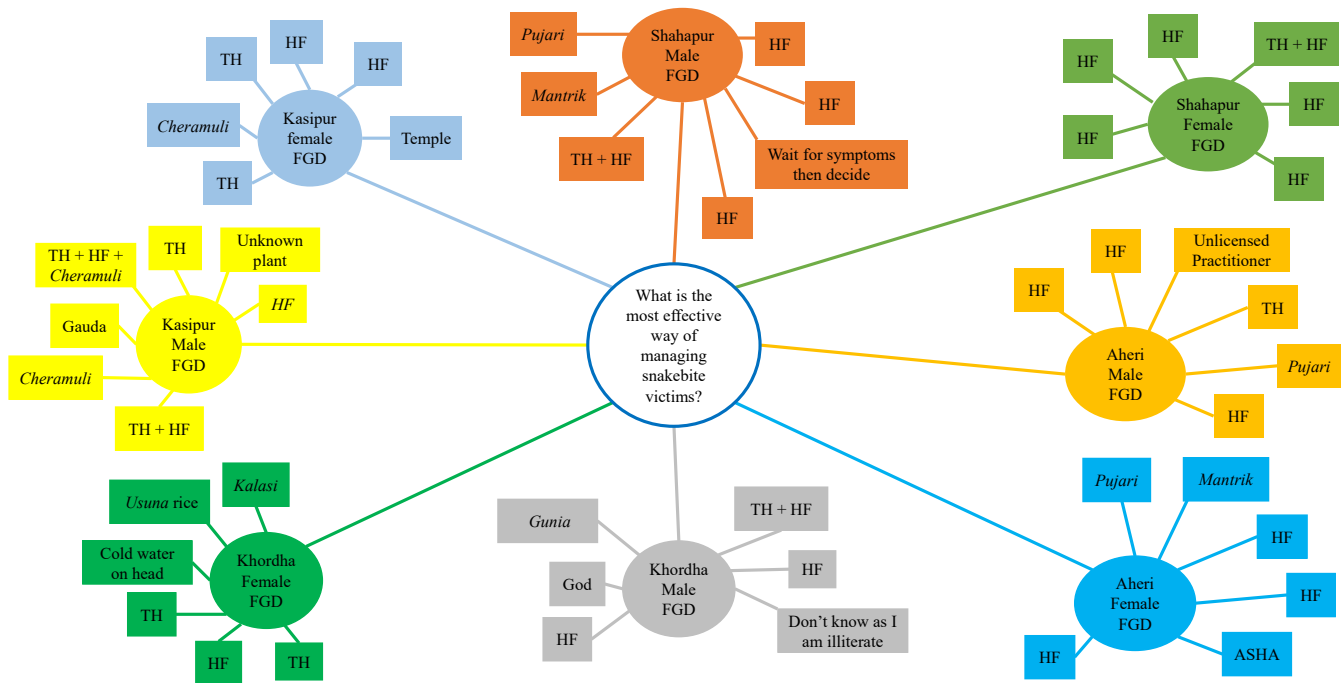 What is the
most effective
way of
managing
snakebite
victims?
Kasipur
female
FGD
TH
HF
HF
Cheramuli
Temple
TH
Shahapur
Male
FGD
Pujari
HF
Mantrik
HF
TH + HF
Wait for symptoms
then decide
HF
Shahapur
Female
FGD
HF
HF
TH + HF
HF
HF
HF
Kasipur
Male
FGD
TH + HF +
Cheramuli
TH
Unknown
plant
HF
Gauda
Cheramuli
TH + HF
Aheri
Male
FGD
HF
HF
Unlicensed
Practitioner
TH
Pujari
HF
Khordha
Female
FGD
Usuna rice
Kalasi
Cold water
on head
TH
HF
TH
Khordha
Male
FGD
Gunia
TH + HF
God
HF
HF
Don't know as I
am illiterate
Aheri
Female
FGD
Pujari
Mantrik
HF
HF
HF
ASHA